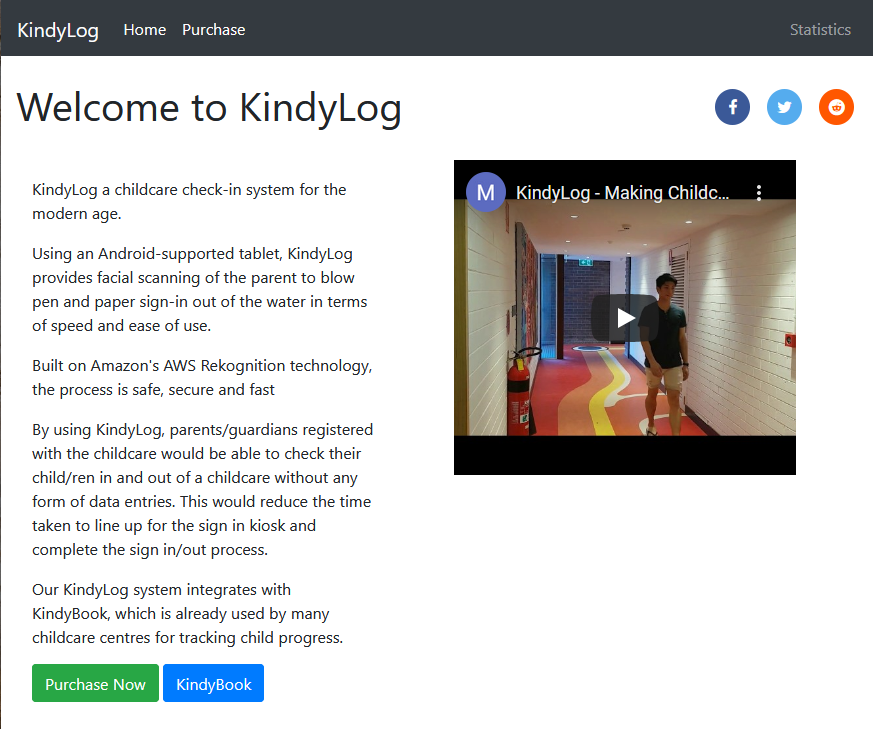 KindyLog Home Purchase Statistics
Welcome to KindyLog
KindyLog a childcare check-in system for the
modern age.
Using an Android-supported tablet, KindyLog
provides facial scanning of the parent to blow
pen and paper sign-in out of the water in terms
of speed and ease of use.
Built on Amazon's AWS Rekognition technology,
the process is safe, secure and fast
By using KindyLog, parents/guardians registered
with the childcare would be able to check their
child/ren in and out of a childcare without any
form of data entries. This would reduce the time
taken to line up for the sign in kiosk and
complete the sign in/out process.
Our KindyLog system integrates with
KindyBook, which is already used by many
childcare centres for tracking child progress.
Purchase Now KindyBook
M KindyLog - Making Childc...